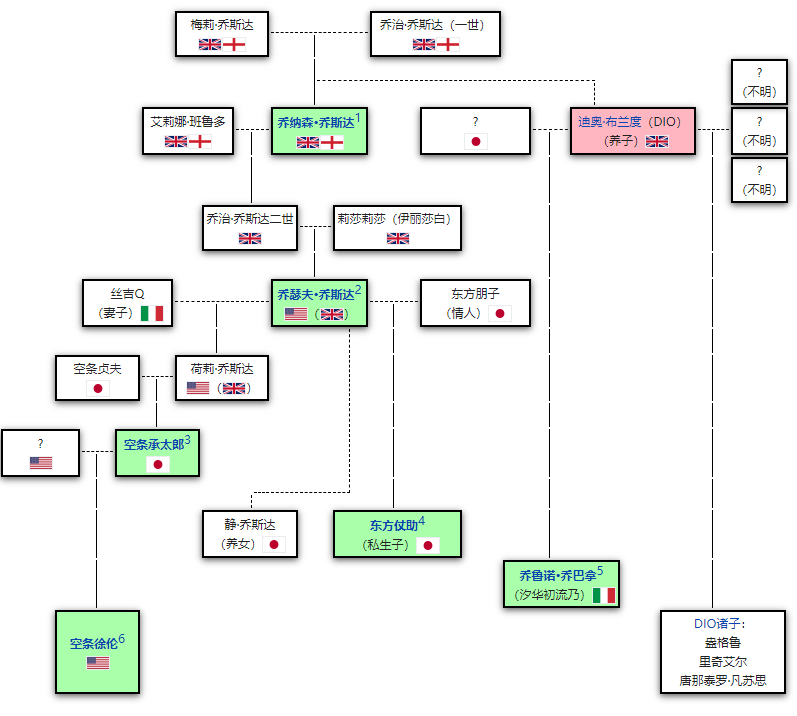 梅莉·乔斯达
乔治·乔斯达（一世）
?
（不明）
艾莉娜·班鲁多
乔纳森·乔斯达1
?
迪奥·布兰度（DIO）
（养子）
?
（不明）
?
（不明）
乔治·乔斯达二世
莉莎莉莎（伊丽莎白）
丝吉Q
（妻子）
乔瑟夫·乔斯达2
（）
东方朋子
（情人）
空条贞夫
荷莉·乔斯达
（）
?
空条承太郎3
静·乔斯达
（养女）
东方仗助4
（私生子）
乔鲁诺·乔巴拿5
（汐华初流乃）
空条徐伦6
DIO诸子：
盎格鲁
里奇艾尔
唐那泰罗·凡苏思